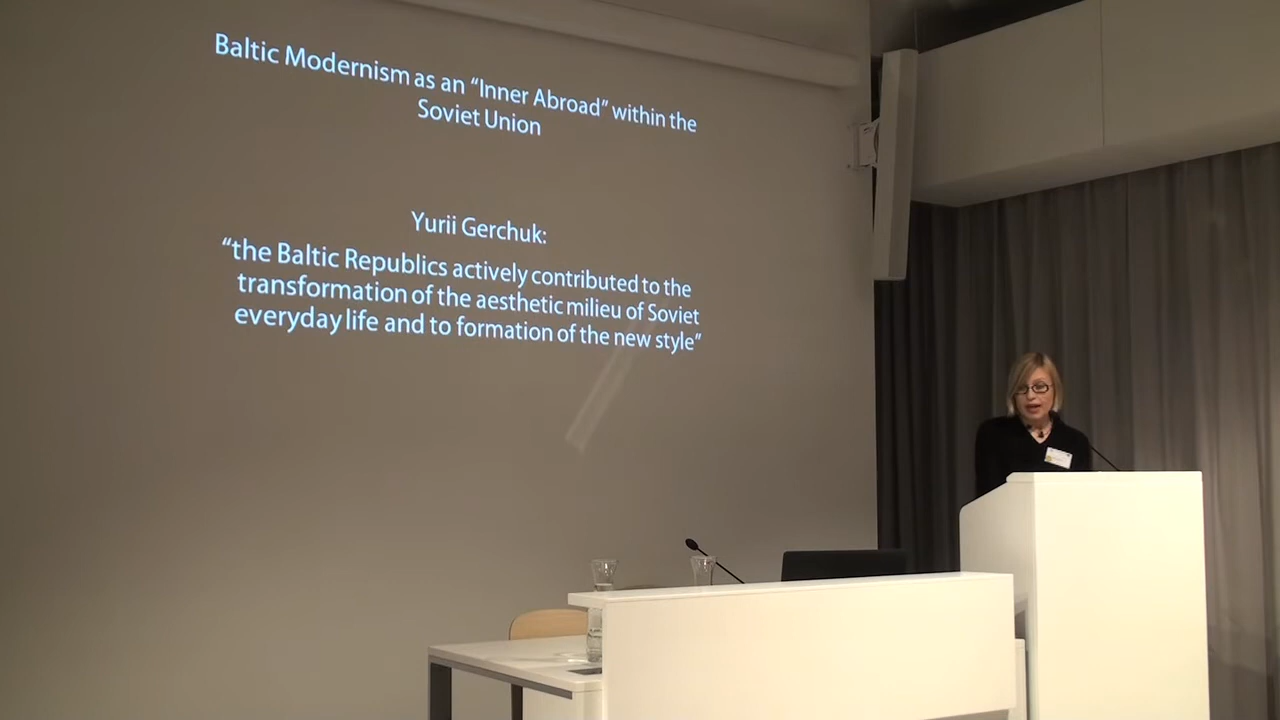 Baltic Modernism as an “Inner Abroad” within the
Soviet Union
Yurii Gerchuk:
“the Baltic Republics actively contributed to the
transformation of the aesthetic milieu of Soviet
everyday life and to formation of the new style”